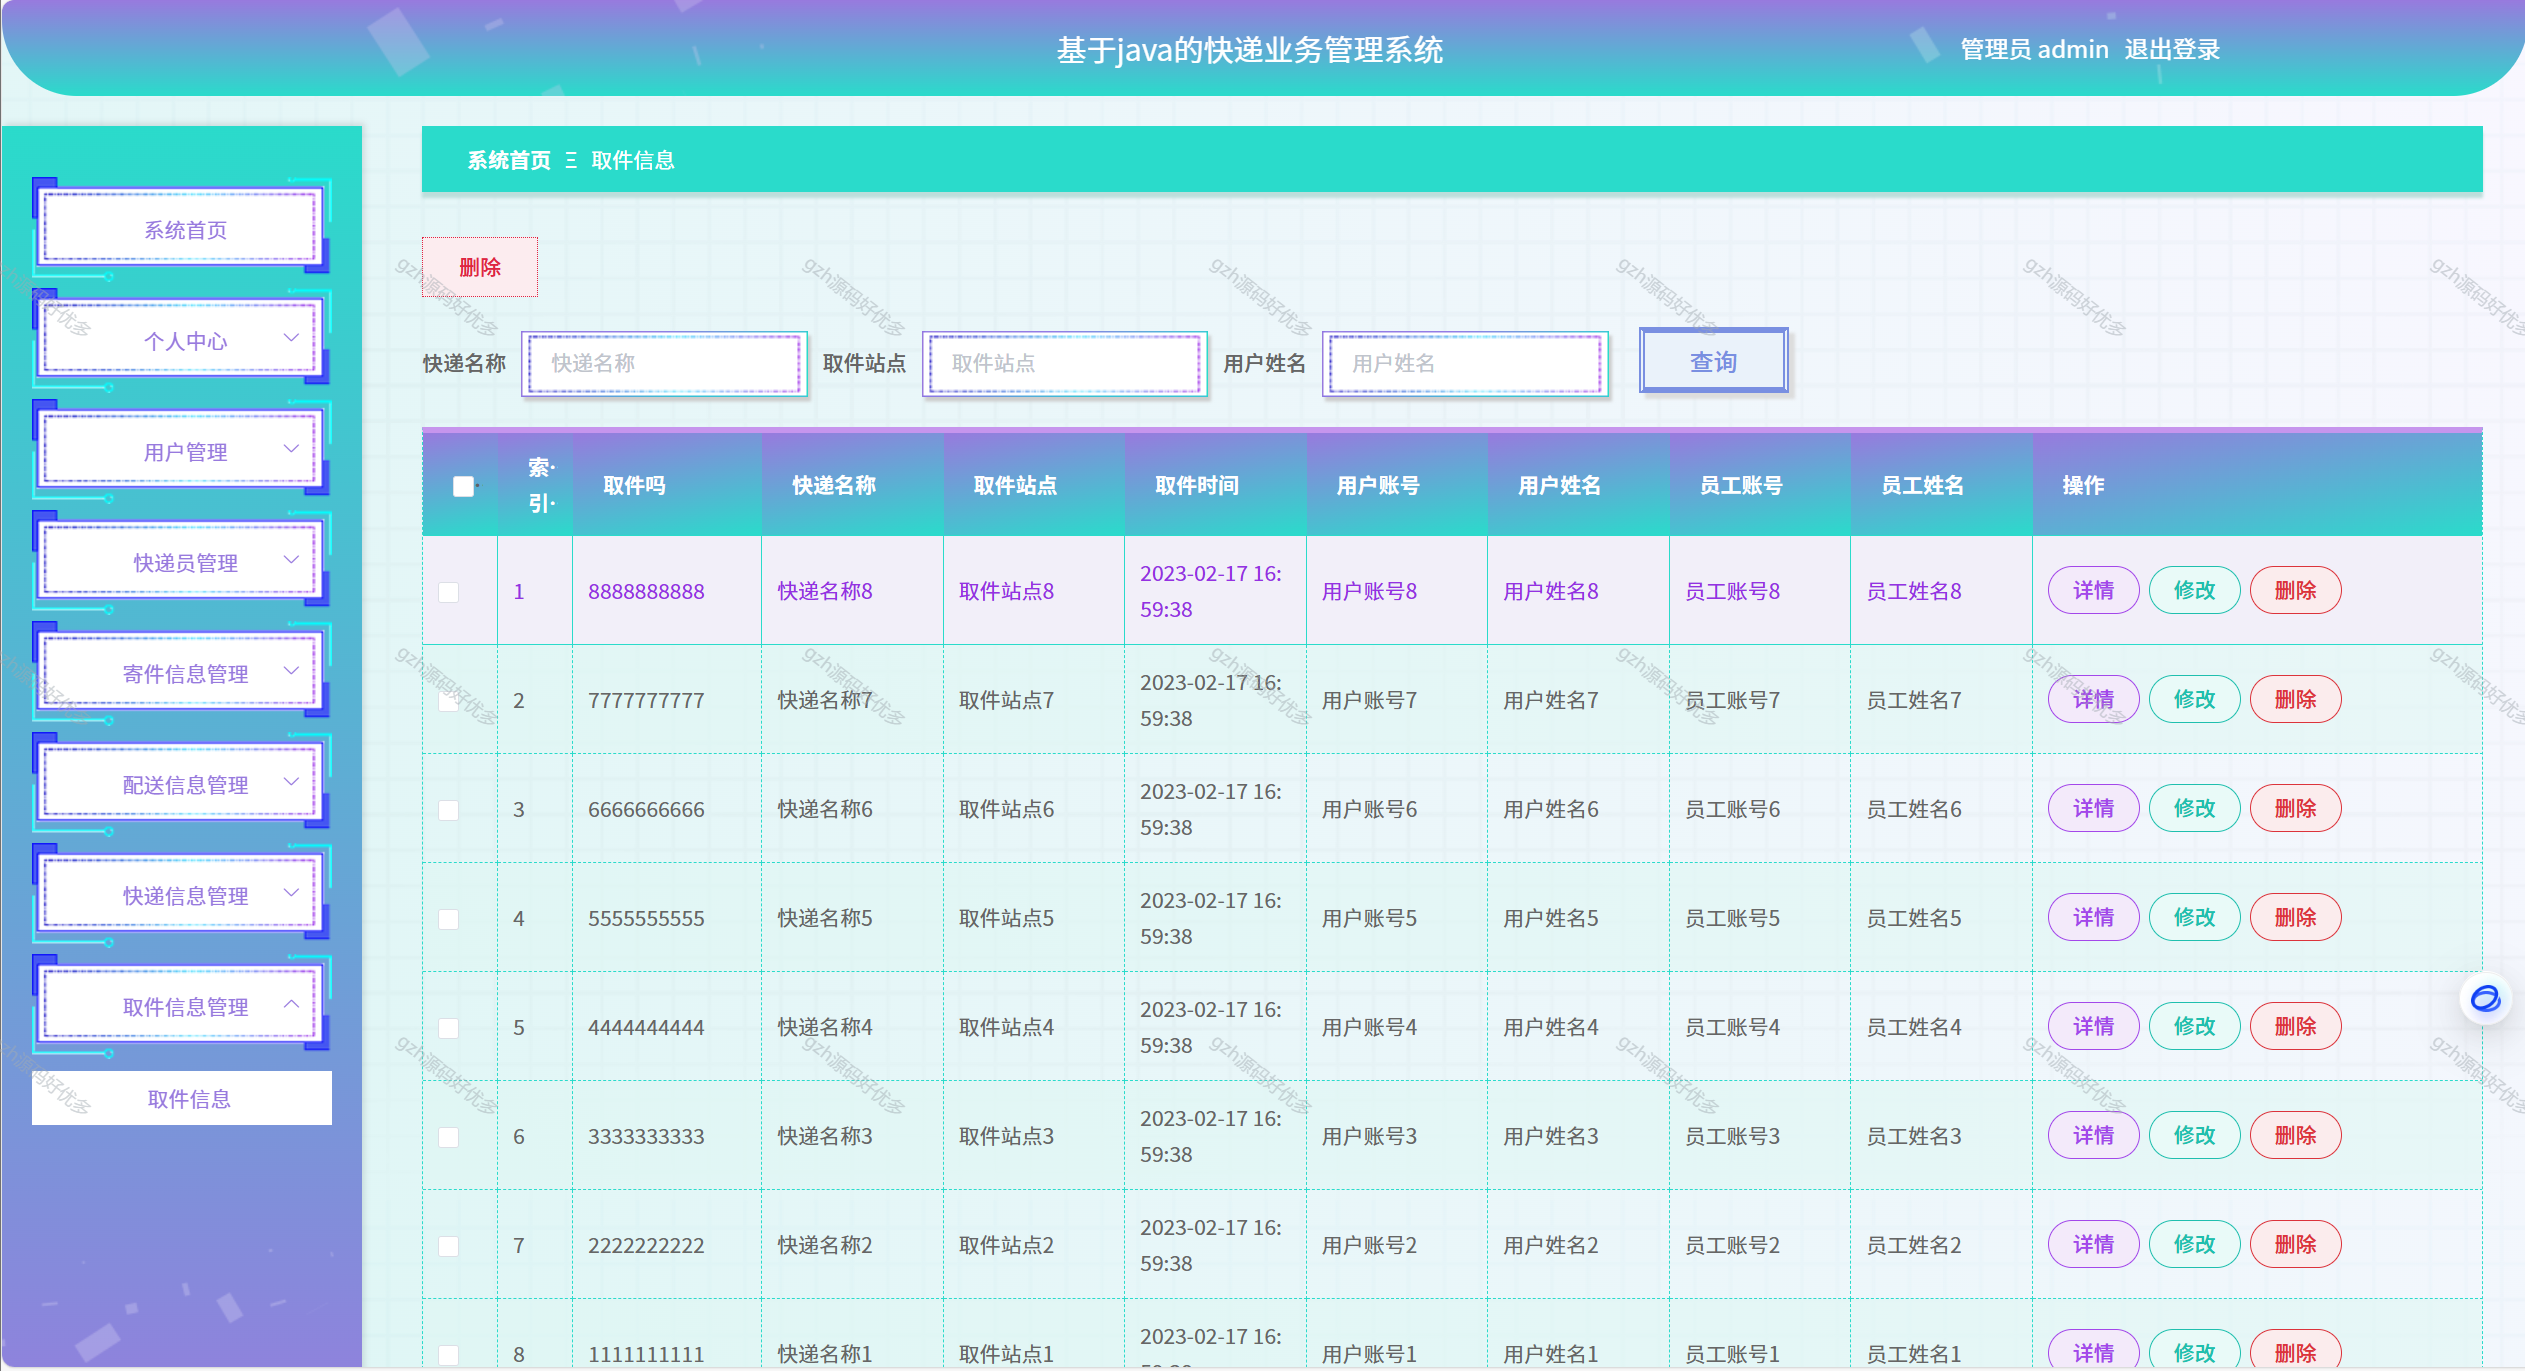 基于java的快递业务管理系统
管理员 admin 退出登录
系统首页
个人中心
用户管理
快递员管理
寄件信息管理
配送信息管理
快递信息管理
取件信息管理
取件信息
系统首页 Ξ 取件信息
删除
快递名称 快递名称 取件站点 取件站点 用户姓名 用户姓名 查询
索引 取件吗 快递名称 取件站点 取件时间 用户账号 用户姓名 员工账号 员工姓名 操作
1 8888888888 快递名称8 取件站点8 2023-02-17 16:59:38 用户账号8 用户姓名8 员工账号8 员工姓名8 详情 修改 删除
2 7777777777 快递名称7 取件站点7 2023-02-17 16:59:38 用户账号7 用户姓名7 员工账号7 员工姓名7 详情 修改 删除
3 6666666666 快递名称6 取件站点6 2023-02-17 16:59:38 用户账号6 用户姓名6 员工账号6 员工姓名6 详情 修改 删除
4 5555555555 快递名称5 取件站点5 2023-02-17 16:59:38 用户账号5 用户姓名5 员工账号5 员工姓名5 详情 修改 删除
5 4444444444 快递名称4 取件站点4 2023-02-17 16:59:38 用户账号4 用户姓名4 员工账号4 员工姓名4 详情 修改 删除
6 3333333333 快递名称3 取件站点3 2023-02-17 16:59:38 用户账号3 用户姓名3 员工账号3 员工姓名3 详情 修改 删除
7 2222222222 快递名称2 取件站点2 2023-02-17 16:59:38 用户账号2 用户姓名2 员工账号2 员工姓名2 详情 修改 删除
8 1111111111 快递名称1 取件站点1 2023-02-17 16: 用户账号1 用户姓名1 员工账号1 员工姓名1 详情 修改 删除
gzh源码好优多